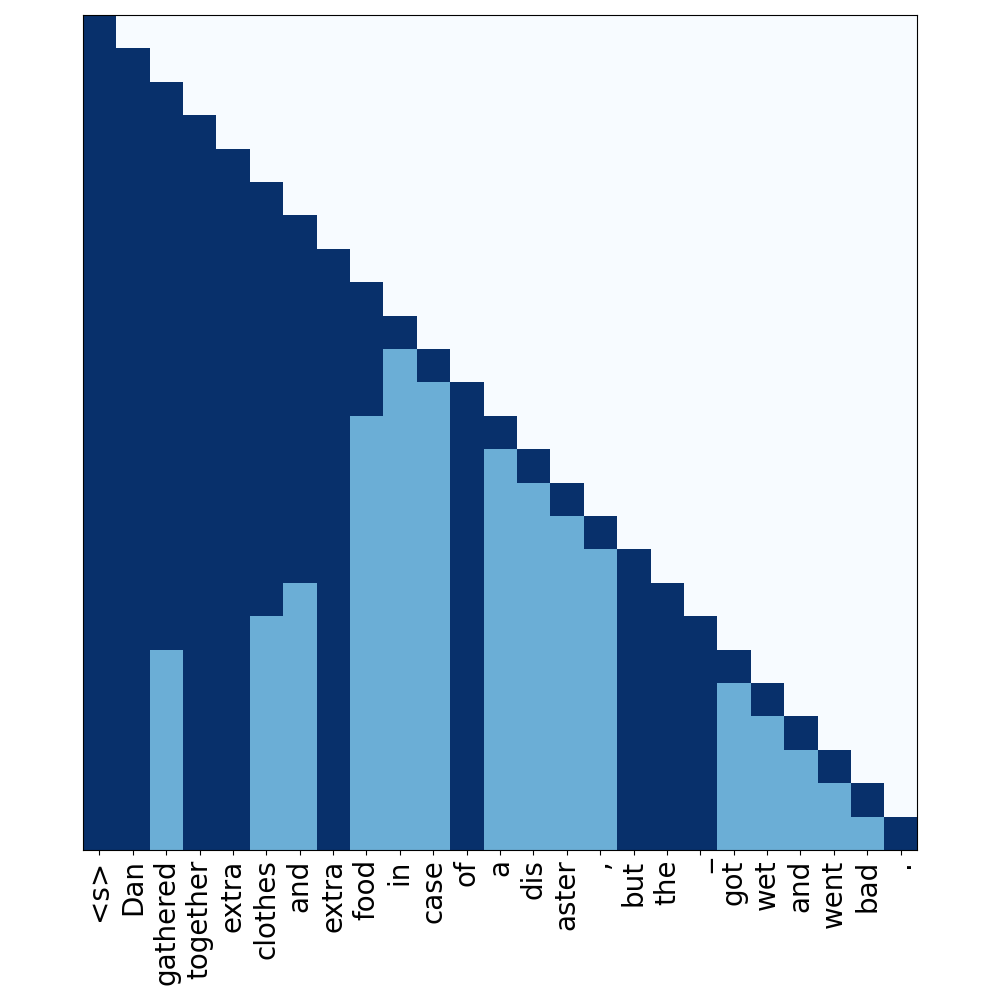 <s> Dan gathered together extra clothes and extra food in case of a dis aster , but the _ got wet and went bad .